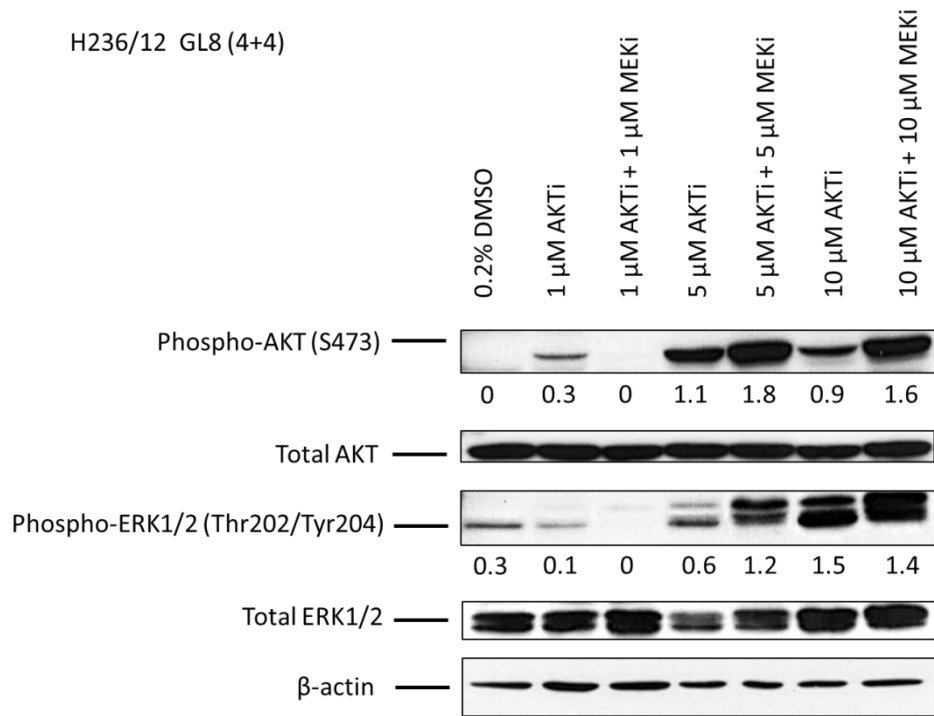 H236/12 GL8 (4+4)
0.2% DMSO
1 µM AKTi
1 µM AKTi + 1 µM MEKi
5 µM AKTi
5 µM AKTi + 5 µM MEKi
10 µM AKTi
10 µM AKTi + 10 µM MEKi
Phospho-AKT (S473)
0 0.3 0 1.1 1.8 0.9 1.6
Total AKT
Phospho-ERK1/2 (Thr202/Tyr204)
0.3 0.1 0 0.6 1.2 1.5 1.4
Total ERK1/2
β-actin